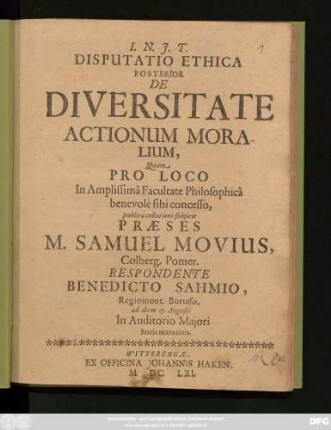 1
I. N. J. T.
DISPUTATIO ETHICA
POSTERIOR
DE
DIVERSITATE
ACTIONUM MORA-
LIUM,
Quam
PRO LOCO
In Amplissimâ Facultate Philosophicâ
benevolè sibi concesso,
publicæ collationi subjicit
PRÆSES
M. SAMUEL MOVIUS,
Colberg. Pomer.
RESPONDENTE
BENEDICTO SAHMIO,
Regiomont. Borusso.
ad diem Augusti
In Auditorio Majori
horis matutinis.
WITTEBERGÆ,
EX OFFICINA JOHANNIS HAKEN.
M DC LXI.